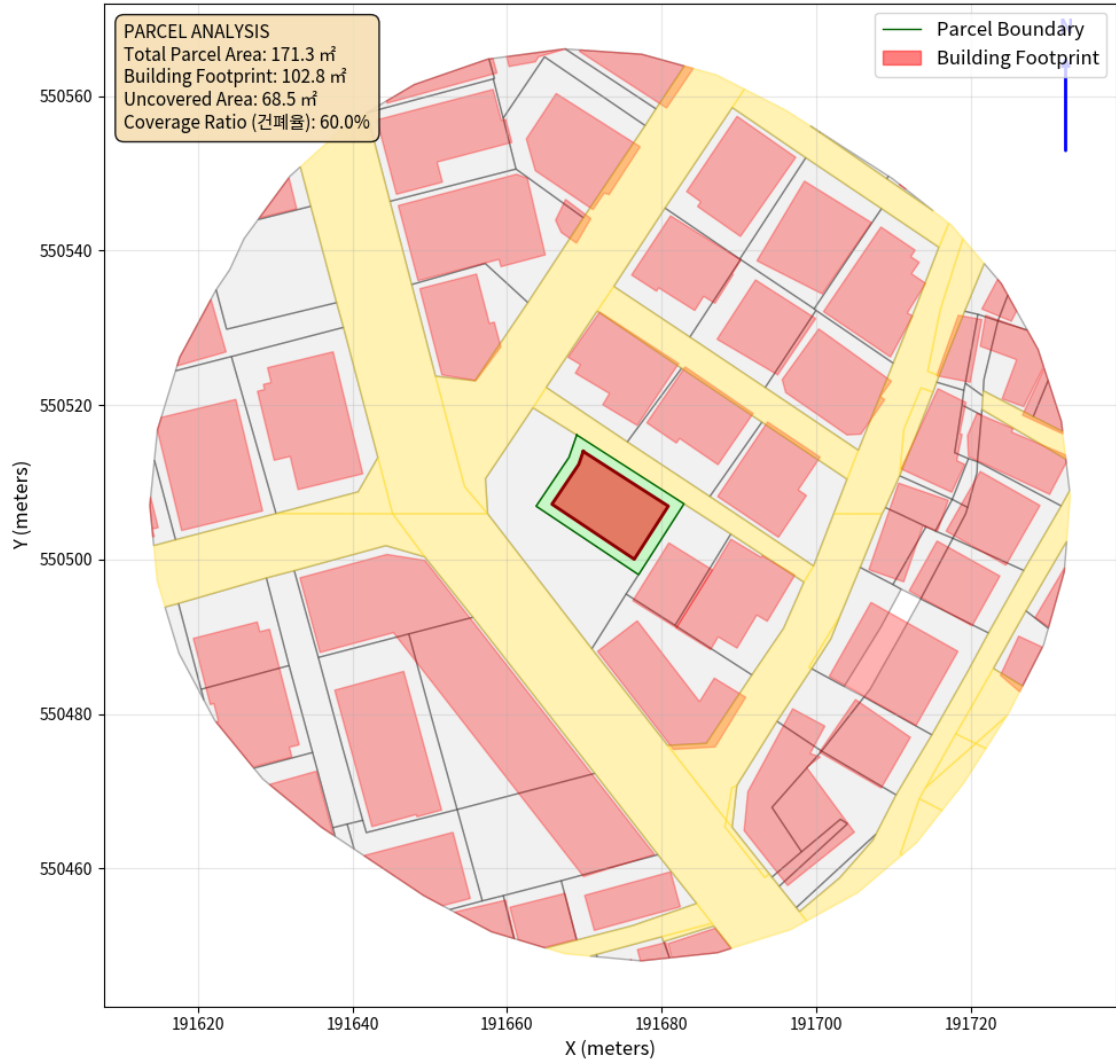 PARCEL ANALYSIS
Total Parcel Area: 171.3 ㎡
Building Footprint: 102.8 ㎡
Uncovered Area: 68.5 ㎡
Coverage Ratio (건폐율): 60.0%
Parcel Boundary
Building Footprint
N
550560
550540
550520
550500
550480
550460
Y (meters)
191620
191640
191660
191680
191700
191720
X (meters)